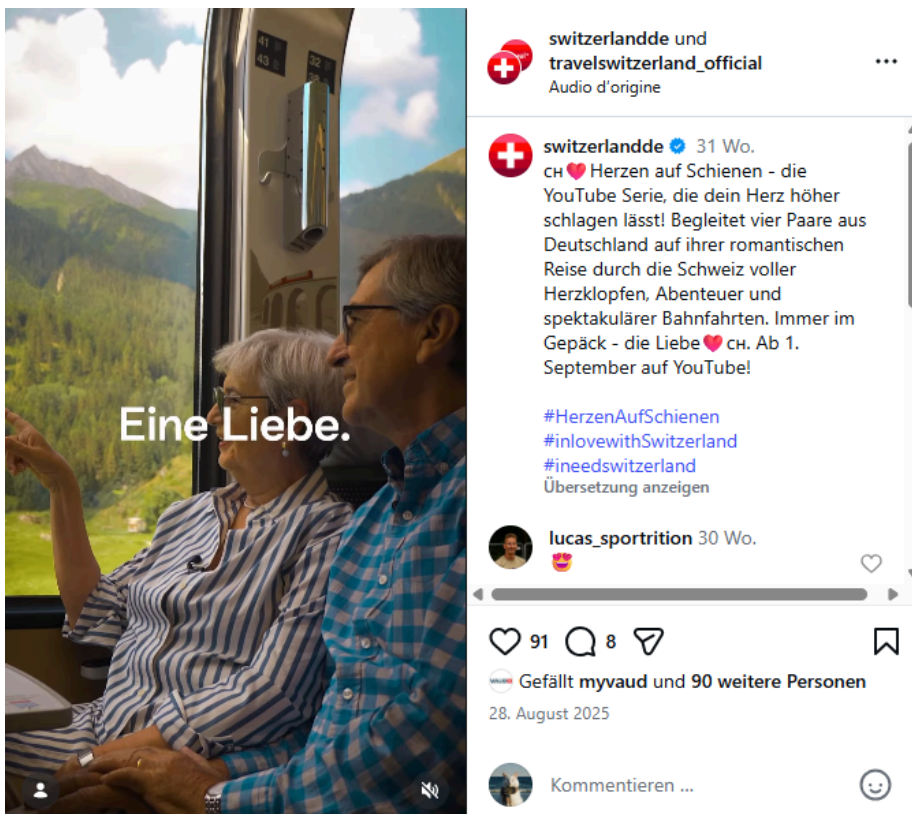 41
43
32
Eine Liebe.
switzerlandde und
travelswitzerland_official
Audio d'origine
switzerlandde 31 Wo.
CH❤️Herzen auf Schienen - die
YouTube Serie, die dein Herz höher
schlagen lässt! Begleitet vier Paare aus
Deutschland auf ihrer romantischen
Reise durch die Schweiz voller
Herzklopfen, Abenteuer und
spektakulärer Bahnfahrten. Immer im
Gepäck - die Liebe❤️CH. Ab 1.
September auf YouTube!
#HerzenAufSchienen
#inlovewithSwitzerland
#ineedswitzerland
Übersetzung anzeigen
lucas_sportrition 30 Wo.
😍
91 8
Gefällt myvaud und 90 weitere Personen
28. August 2025
Kommentieren ...